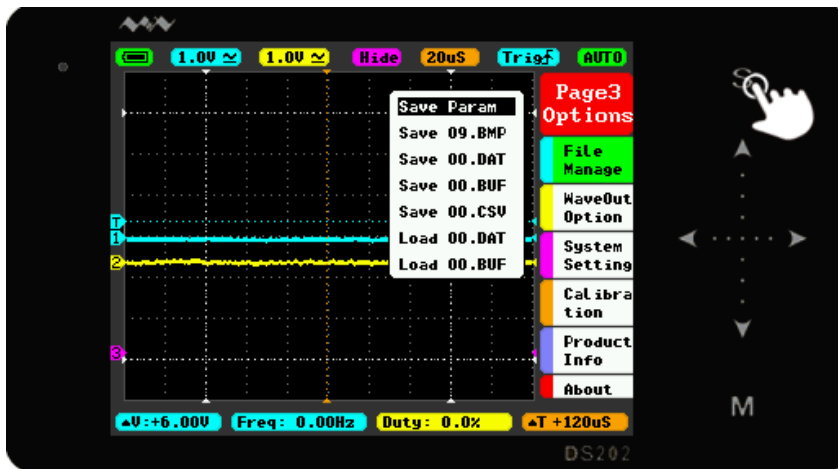 1.0V 1.0V Hide 20uS Trig AUTO
Page3
Options
Save Param
Save 09.BMP
Save 00.DAT
Save 00.BUF
Save 00.CSV
Load 00.DAT
Load 00.BUF
File
Manage
WaveOut
Option
System
Setting
Calibra
tion
Product
Info
About
T
1
2
3
▲V:+6.00V Freq: 0.00Hz Duty: 0.0% ▲T +120uS
S
M
DS202